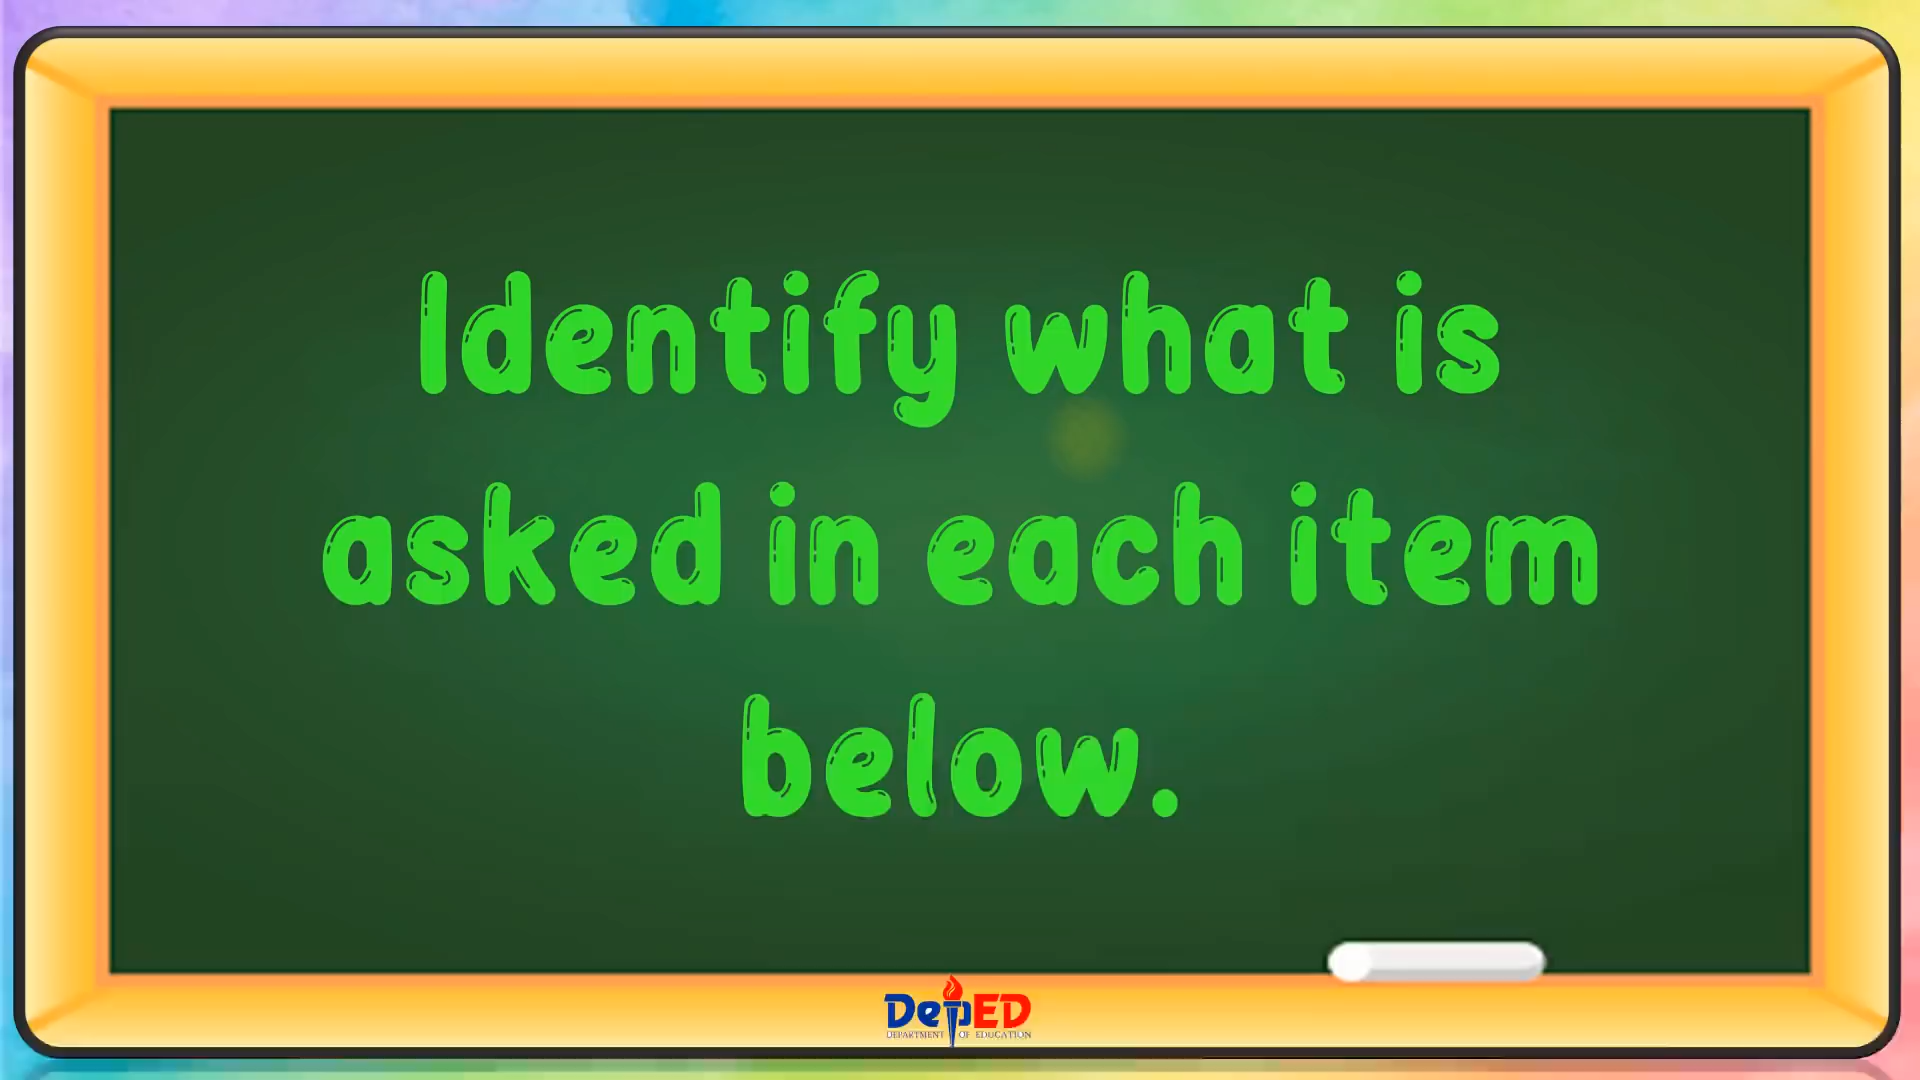 Identify what is
asked in each item
below.
DepED
DEPARTMENT OF EDUCATION